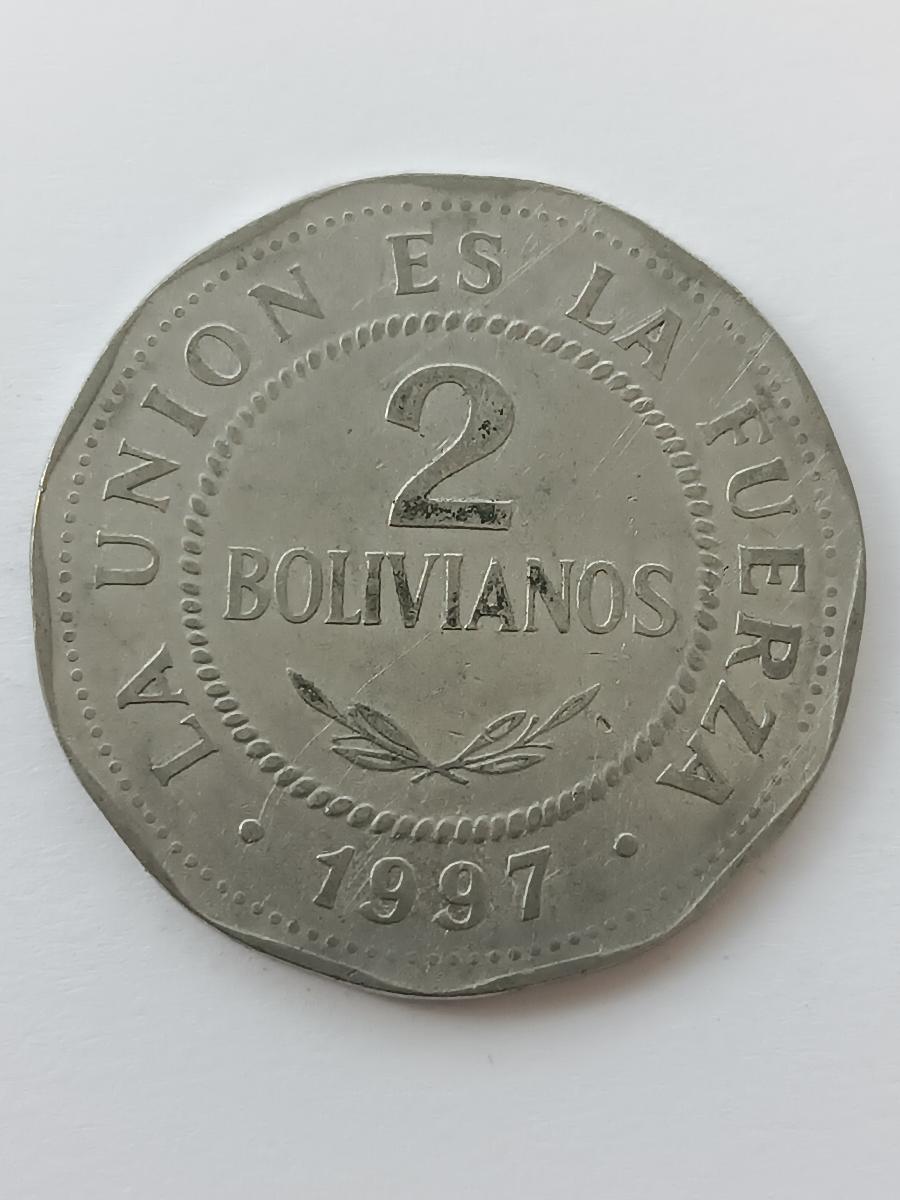 LA UNION ES LA FUERZA
2
BOLIVIANOS
• 1997 •